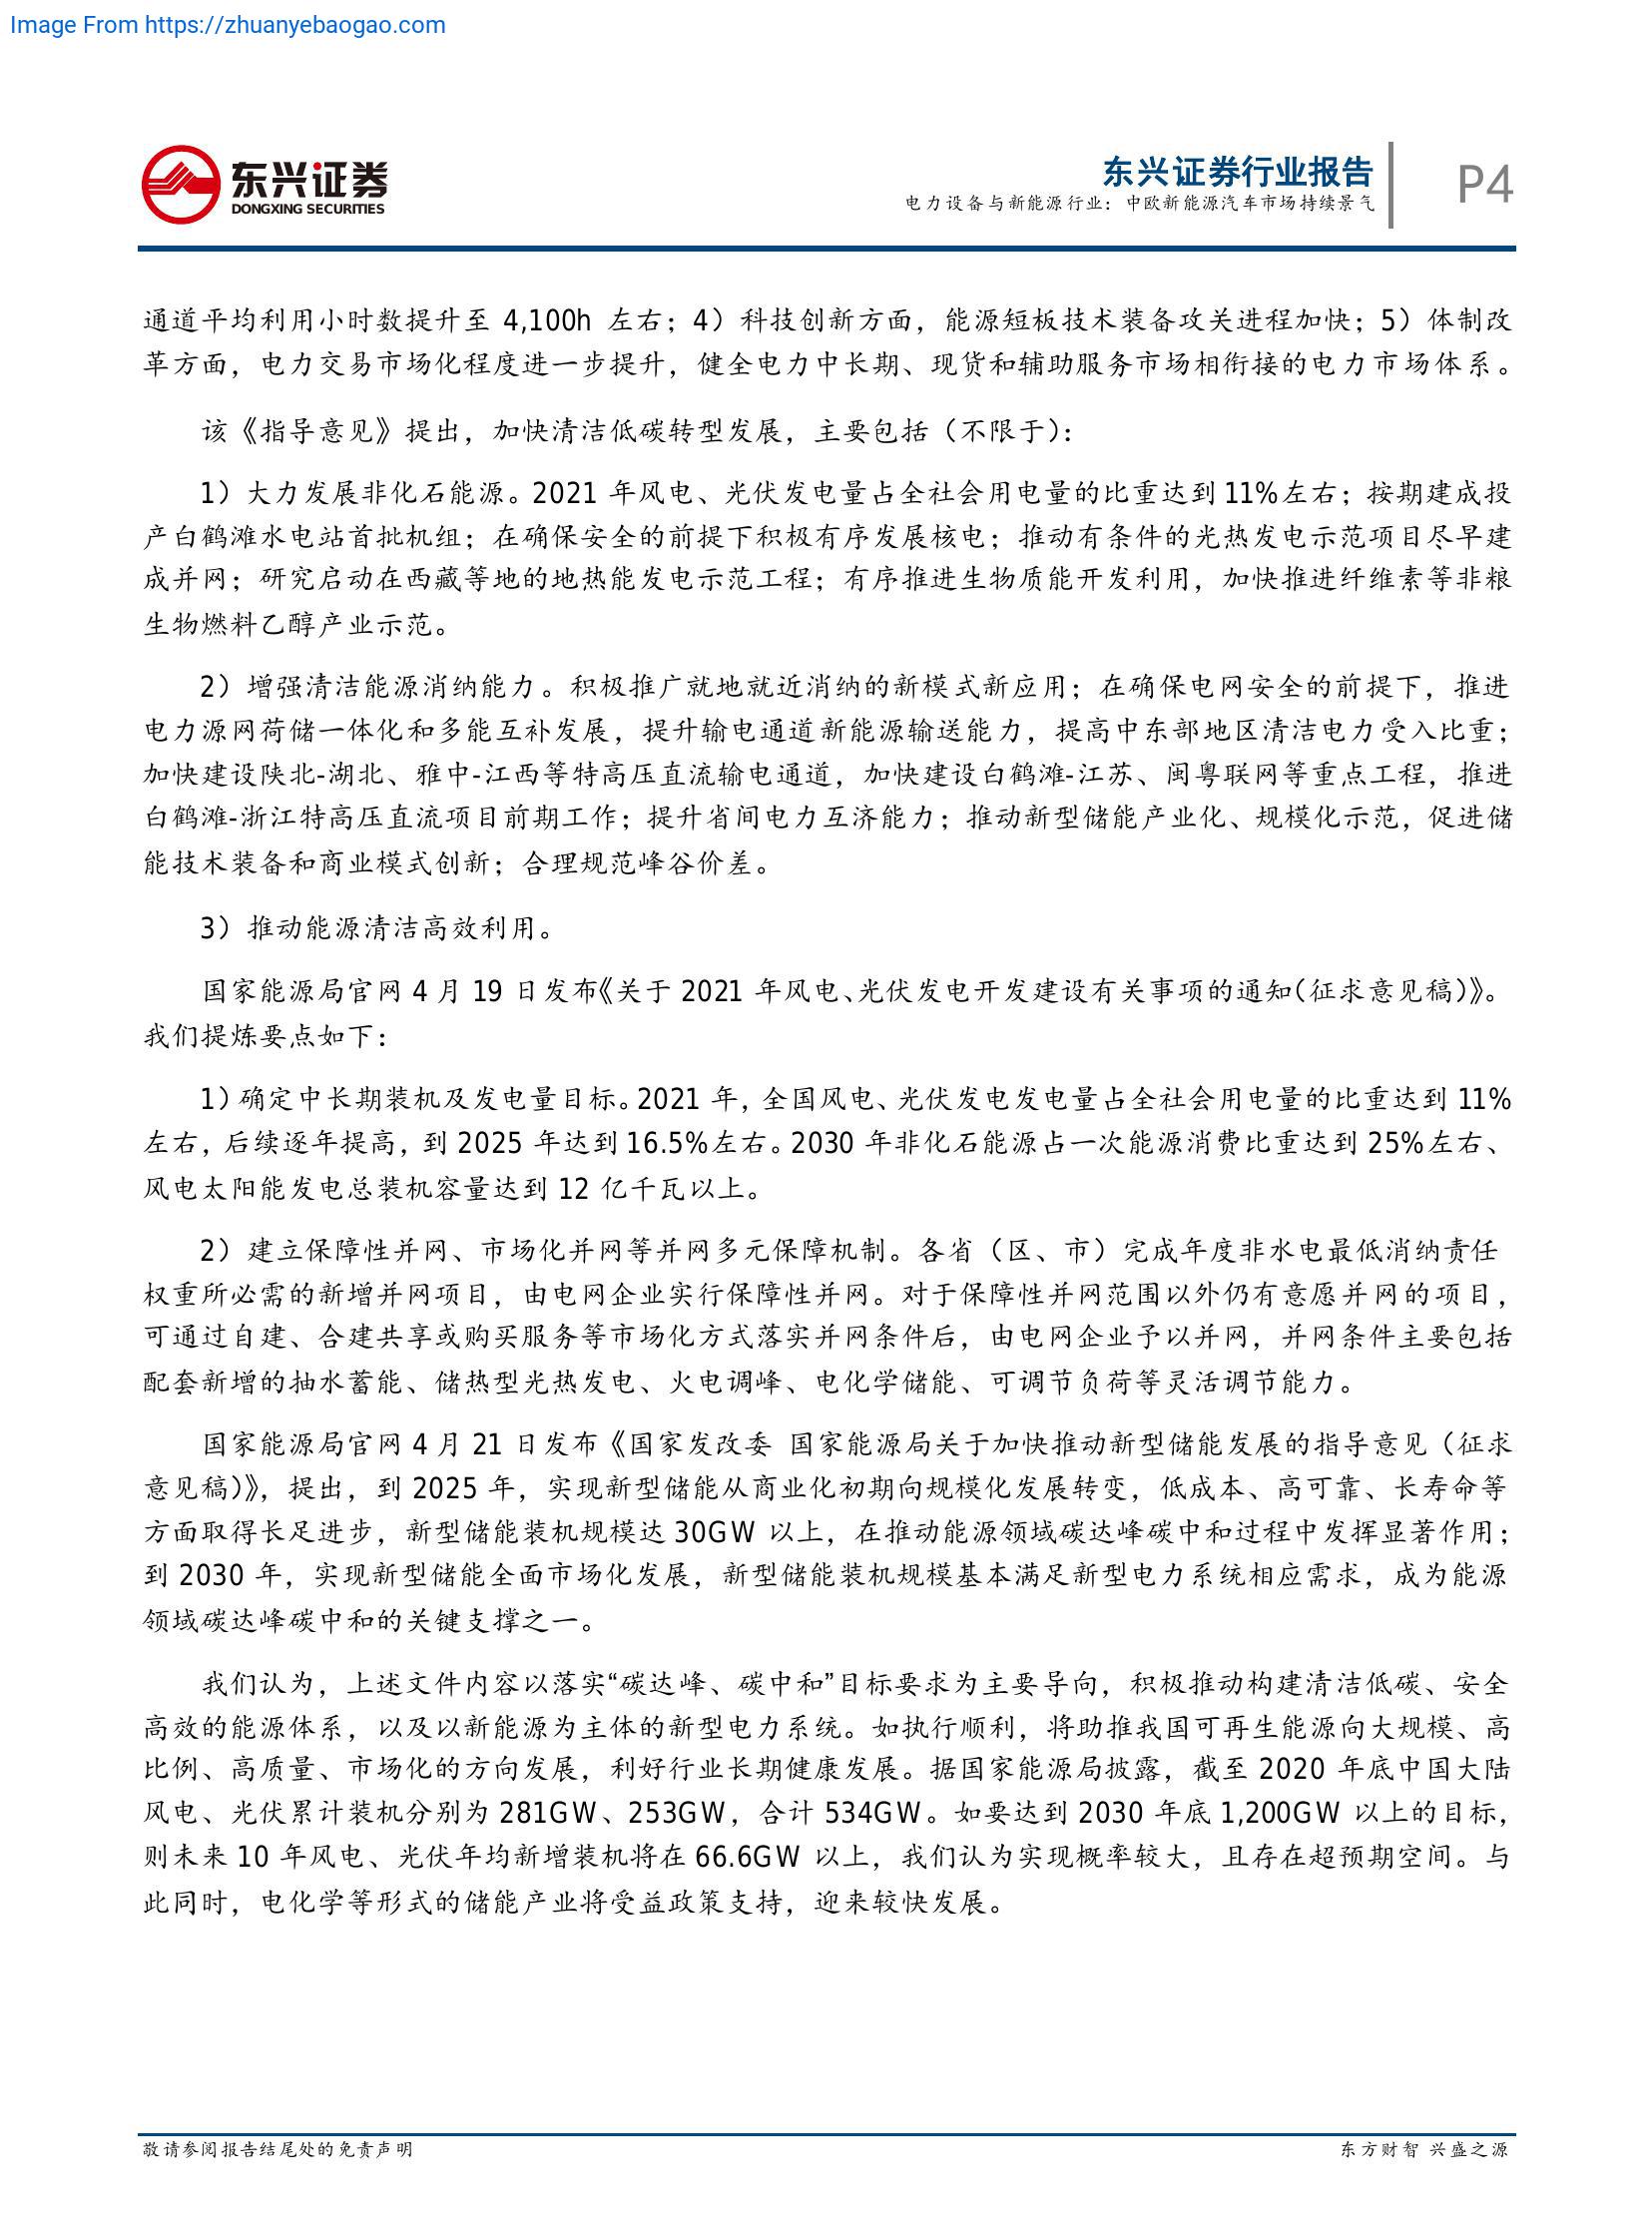 Image From https://zhuanyebaogao.com
东兴证券
DONGXING SECURITIES
东兴证券行业报告
电力设备与新能源行业：中欧新能源汽车市场持续景气
P4
通道平均利用小时数提升至 4,100h 左右；4）科技创新方面，能源短板技术装备攻关进程加快；5）体制改
革方面，电力交易市场化程度进一步提升，健全电力中长期、现货和辅助服务市场相衔接的电力市场体系。
该《指导意见》提出，加快清洁低碳转型发展，主要包括（不限于）：
1）大力发展非化石能源。2021 年风电、光伏发电量占全社会用电量的比重达到 11%左右；按期建成投
产白鹤滩水电站首批机组；在确保安全的前提下积极有序发展核电；推动有条件的光热发电示范项目尽早建
成并网；研究启动在西藏等地的地热能发电示范工程；有序推进生物质能开发利用，加快推进纤维素等非粮
生物燃料乙醇产业示范。
2）增强清洁能源消纳能力。积极推广就地就近消纳的新模式新应用；在确保电网安全的前提下，推进
电力源网荷储一体化和多能互补发展，提升输电通道新能源输送能力，提高中东部地区清洁电力受入比重；
加快建设陕北-湖北、雅中-江西等特高压直流输电通道，加快建设白鹤滩-江苏、闽粤联网等重点工程，推进
白鹤滩-浙江特高压直流项目前期工作；提升省间电力互济能力；推动新型储能产业化、规模化示范，促进储
能技术装备和商业模式创新；合理规范峰谷价差。
3）推动能源清洁高效利用。
国家能源局官网 4 月 19 日发布《关于 2021 年风电、光伏发电开发建设有关事项的通知（征求意见稿）》。
我们提炼要点如下：
1）确定中长期装机及发电量目标。2021 年，全国风电、光伏发电发电量占全社会用电量的比重达到 11%
左右，后续逐年提高，到 2025 年达到 16.5%左右。2030 年非化石能源占一次能源消费比重达到 25%左右、
风电太阳能发电总装机容量达到 12 亿千瓦以上。
2）建立保障性并网、市场化并网等并网多元保障机制。各省（区、市）完成年度非水电最低消纳责任
权重所必需的新增并网项目，由电网企业实行保障性并网。对于保障性并网范围以外仍有意愿并网的项目，
可通过自建、合建共享或购买服务等市场化方式落实并网条件后，由电网企业予以并网，并网条件主要包括
配套新增的抽水蓄能、储热型光热发电、火电调峰、电化学储能、可调节负荷等灵活调节能力。
国家能源局官网 4 月 21 日发布《国家发改委 国家能源局关于加快推动新型储能发展的指导意见（征求
意见稿）》，提出，到 2025 年，实现新型储能从商业化初期向规模化发展转变，低成本、高可靠、长寿命等
方面取得长足进步，新型储能装机规模达 30GW 以上，在推动能源领域碳达峰碳中和过程中发挥显著作用；
到 2030 年，实现新型储能全面市场化发展，新型储能装机规模基本满足新型电力系统相应需求，成为能源
领域碳达峰碳中和的关键支撑之一。
我们认为，上述文件内容以落实“碳达峰、碳中和”目标要求为主要导向，积极推动构建清洁低碳、安全
高效的能源体系，以及以新能源为主体的新型电力系统。如执行顺利，将助推我国可再生能源向大规模、高
比例、高质量、市场化的方向发展，利好行业长期健康发展。据国家能源局披露，截至 2020 年底中国大陆
风电、光伏累计装机分别为 281GW、253GW，合计 534GW。如要达到 2030 年底 1,200GW 以上的目标，
则未来 10 年风电、光伏年均新增装机将在 66.6GW 以上，我们认为实现概率较大，且存在超预期空间。与
此同时，电化学等形式的储能产业将受益政策支持，迎来较快发展。
敬请参阅报告结尾处的免责声明
东方财智 兴盛之源